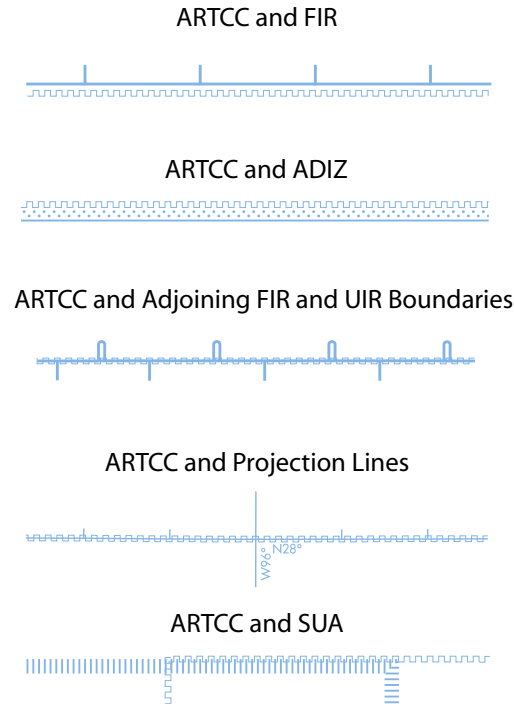 ARTCC and FIR
ARTCC and ADIZ
ARTCC and Adjoining FIR and UIR Boundaries
ARTCC and Projection Lines
N28°
W96°
ARTCC and SUA